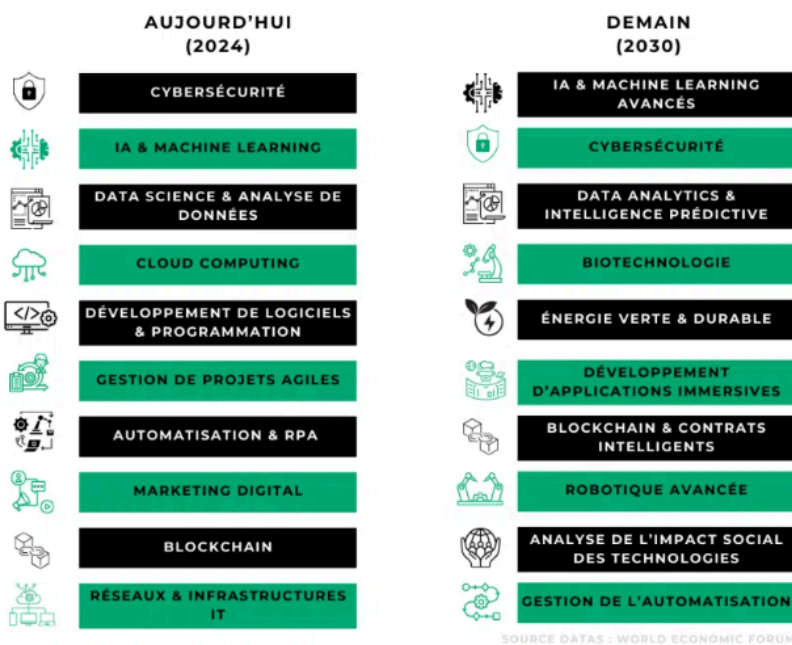 AUJOURD'HUI
(2024)
CYBERSÉCURITÉ
IA & MACHINE LEARNING
DATA SCIENCE & ANALYSE DE
DONNÉES
CLOUD COMPUTING
</>
DÉVELOPPEMENT DE LOGICIELS
& PROGRAMMATION
GESTION DE PROJETS AGILES
AUTOMATISATION & RPA
MARKETING DIGITAL
BLOCKCHAIN
RÉSEAUX & INFRASTRUCTURES
IT
DEMAIN
(2030)
IA & MACHINE LEARNING
AVANCÉS
CYBERSÉCURITÉ
DATA ANALYTICS &
INTELLIGENCE PRÉDICTIVE
BIOTECHNOLOGIE
ÉNERGIE VERTE & DURABLE
DÉVELOPPEMENT
D'APPLICATIONS IMMERSIVES
BLOCKCHAIN & CONTRATS
INTELLIGENTS
ROBOTIQUE AVANCÉE
ANALYSE DE L'IMPACT SOCIAL
DES TECHNOLOGIES
GESTION DE L'AUTOMATISATION
SOURCE DATAS : WORLD ECONOMIC FORUM